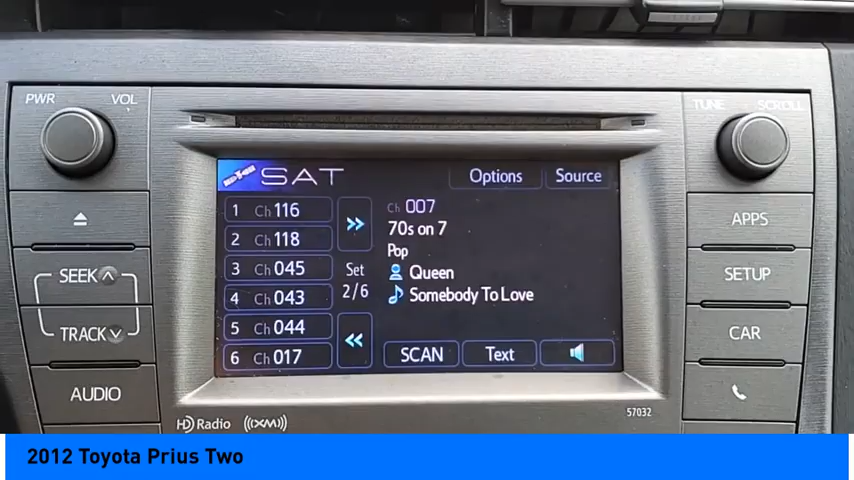 PWR VOL
TUNE SCROLL
SAT
Options
Source
1 Ch 116
2 Ch 118
3 Ch 045
4 Ch 043
5 Ch 044
6 Ch 017
Set
2/6
Ch 007
70s on 7
Pop
Queen
Somebody To Love
SCAN
Text
SEEK
TRACK
AUDIO
APPS
SETUP
CAR
HD Radio
XM
57032
2012 Toyota Prius Two